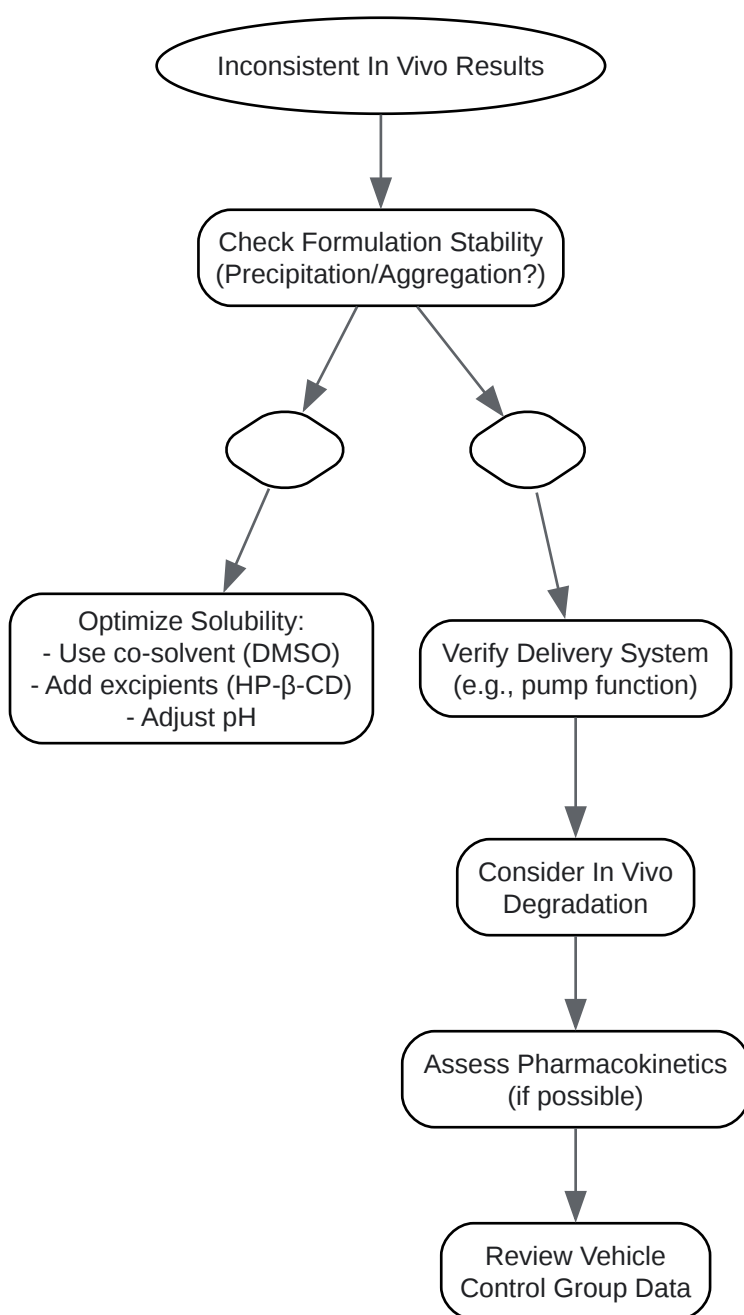 Inconsistent In Vivo Results
Check Formulation Stability
(Precipitation/Aggregation?)
Optimize Solubility:
- Use co-solvent (DMSO)
- Add excipients (HP-β-CD)
- Adjust pH
Verify Delivery System
(e.g., pump function)
Consider In Vivo
Degradation
Assess Pharmacokinetics
(if possible)
Review Vehicle
Control Group Data